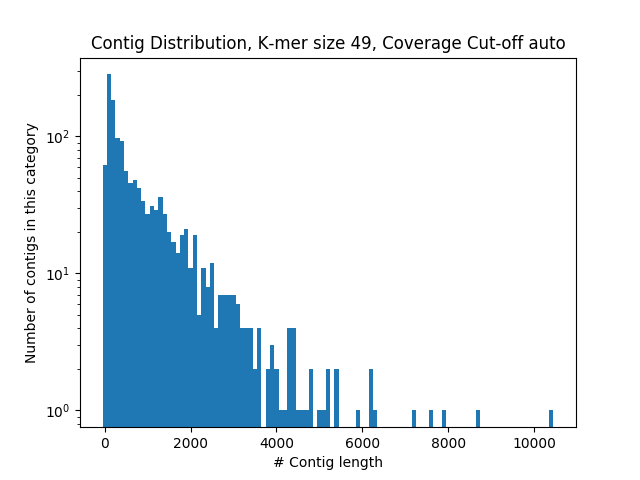 Contig Distribution, K-mer size 49, Coverage Cut-off auto
Number of contigs in this category
10²
10¹
10⁰
0 2000 4000 6000 8000 10000
# Contig length